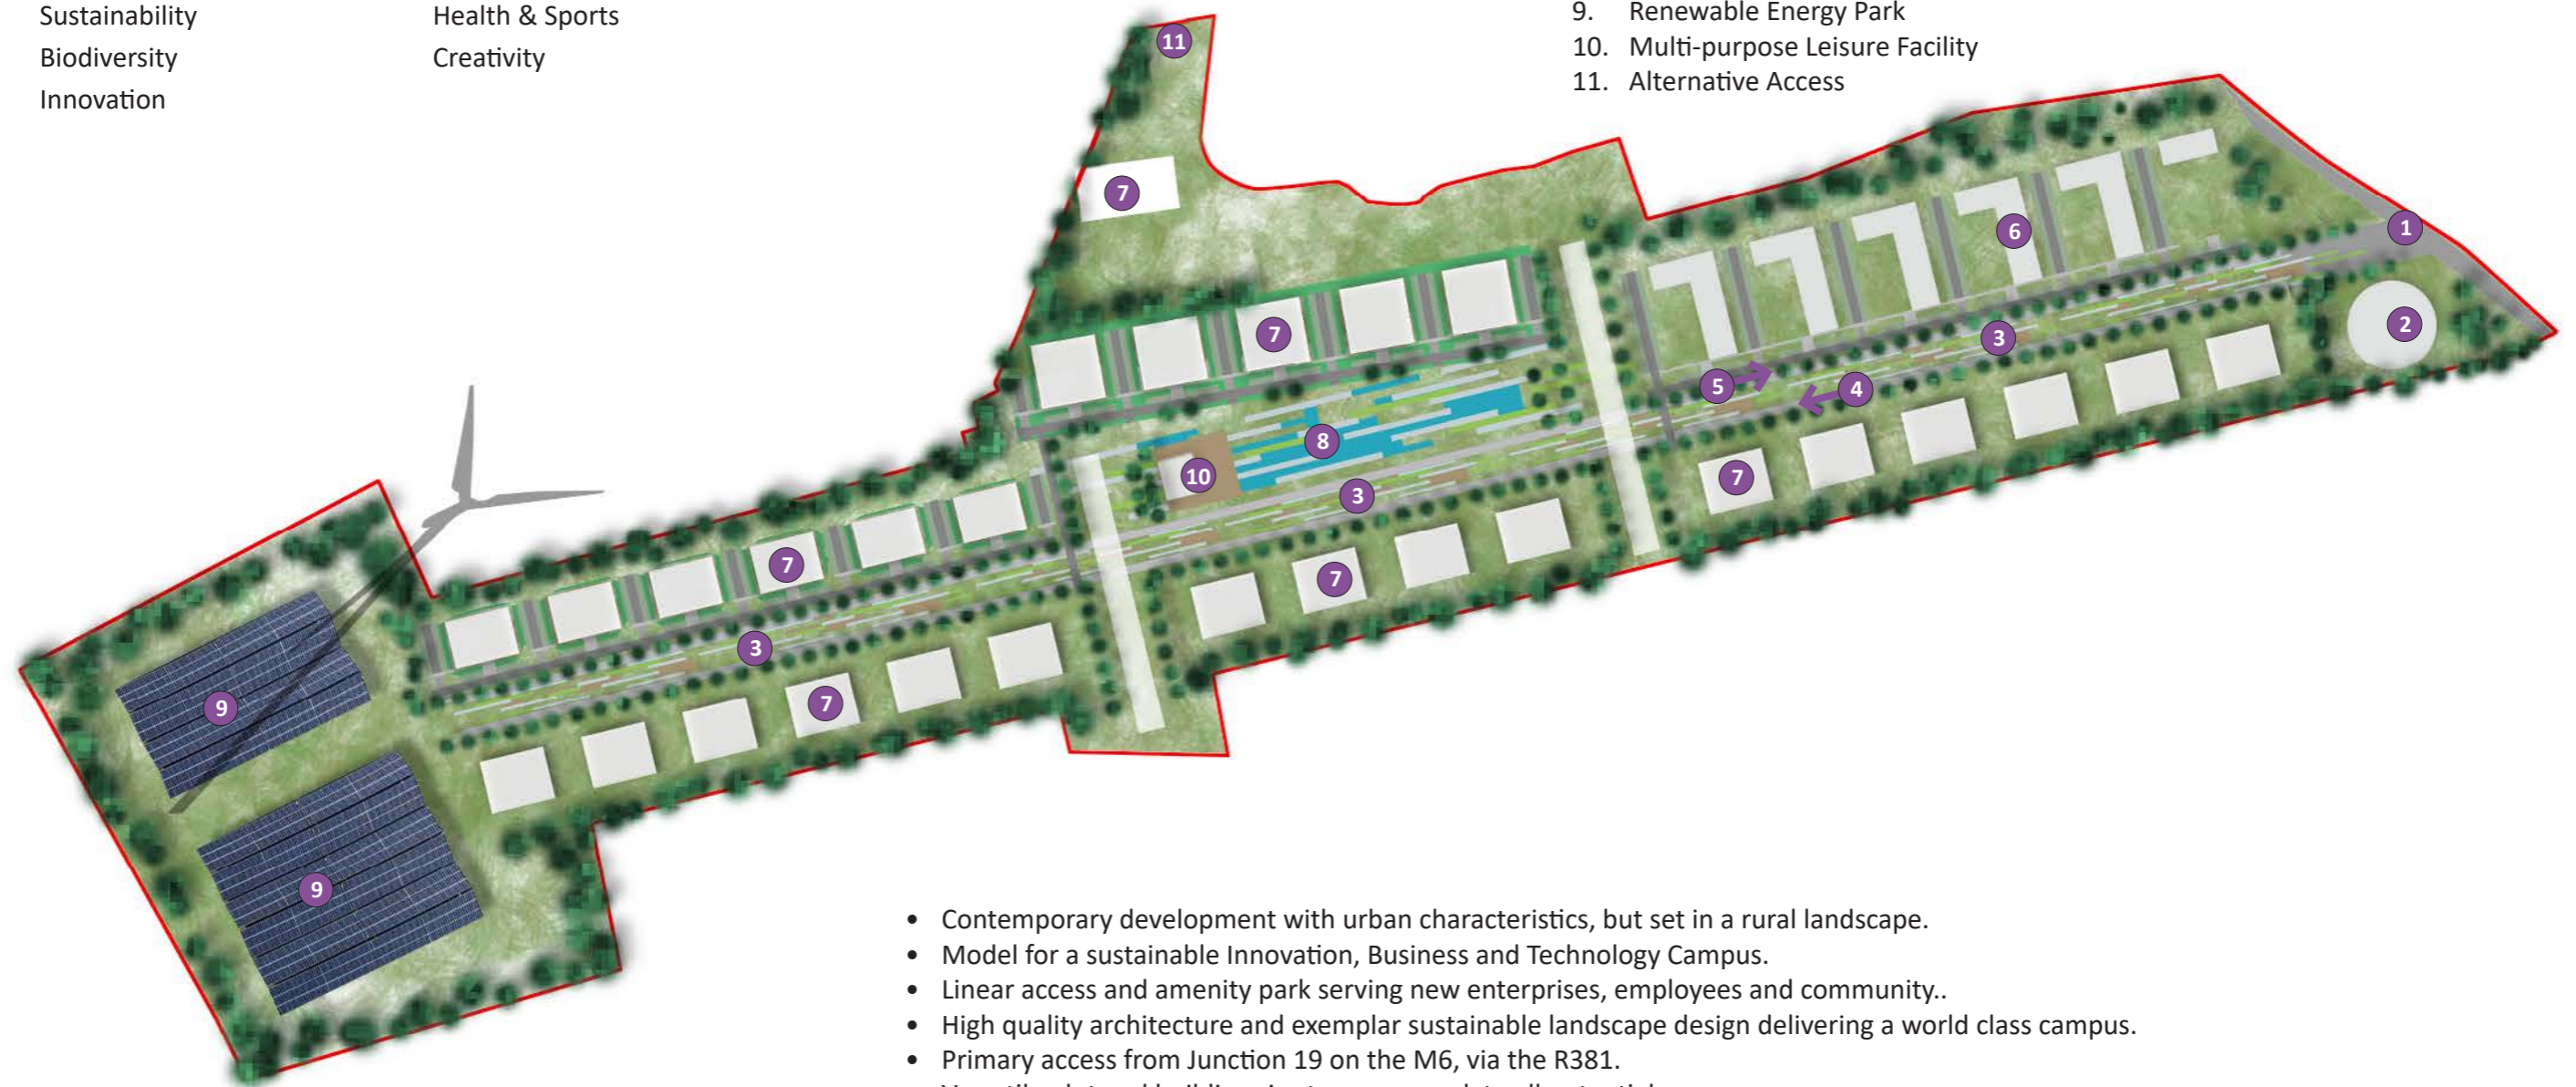 Sustainability
Biodiversity
Innovation
Health & Sports
Creativity
9. Renewable Energy Park
10. Multi-purpose Leisure Facility
11. Alternative Access
11
7
1
6
2
7
3
5
4
8
10
7
3
7
7
3
7
9
9
• Contemporary development with urban characteristics, but set in a rural landscape.
• Model for a sustainable Innovation, Business and Technology Campus.
• Linear access and amenity park serving new enterprises, employees and community..
• High quality architecture and exemplar sustainable landscape design delivering a world class campus.
• Primary access from Junction 19 on the M6, via the R381.